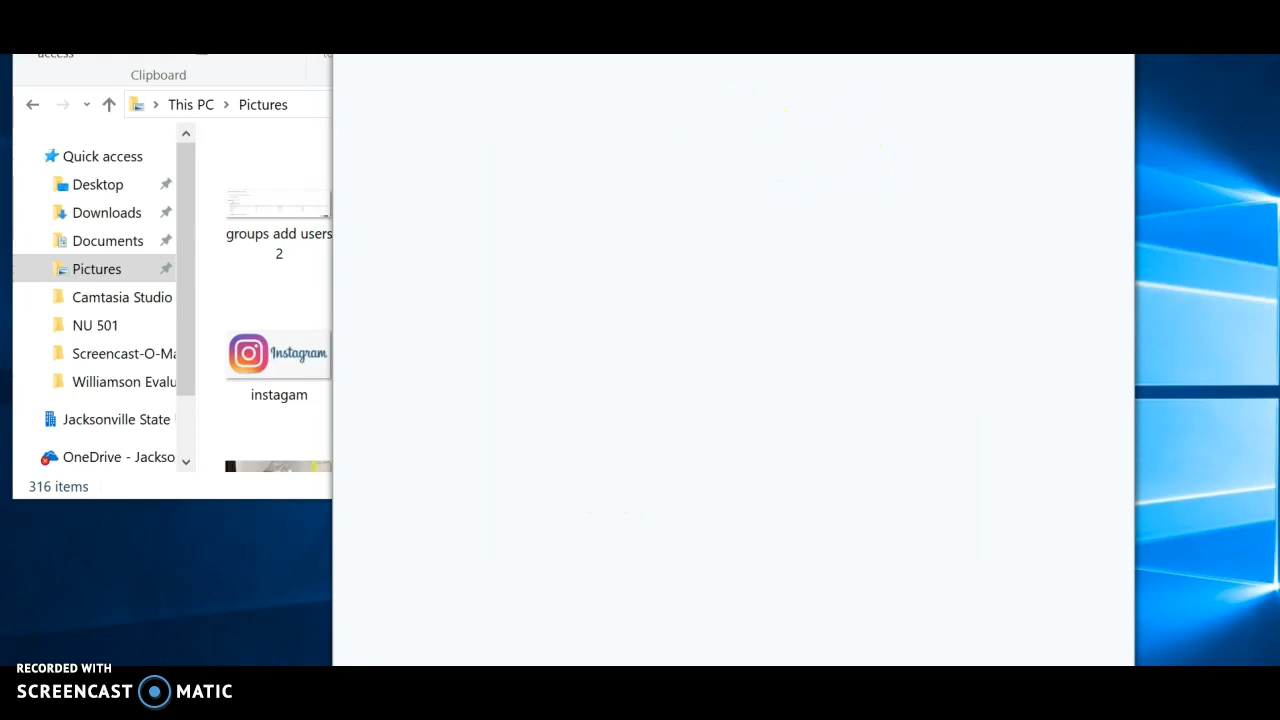 access
Clipboard
This PC > Pictures
Quick access
Desktop
Downloads
Documents
Pictures
Camtasia Studio
NU 501
Screencast-O-Ma
Williamson Evalu
Jacksonville State
OneDrive - Jackso
316 items
groups add users
2
Instagram
instagam
RECORDED WITH
SCREENCAST MATIC